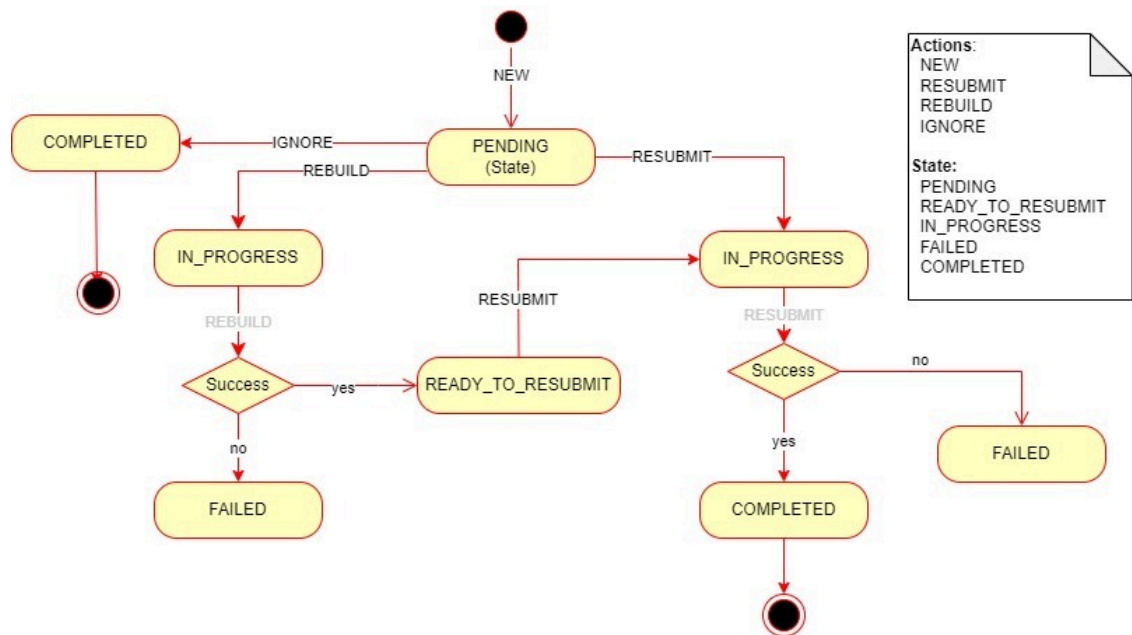 NEW
Actions:
NEW
RESUBMIT
REBUILD
IGNORE
State:
PENDING
READY_TO_RESUBMIT
IN_PROGRESS
FAILED
COMPLETED
COMPLETED
IGNORE
PENDING
(State)
RESUBMIT
REBUILD
IN_PROGRESS
IN_PROGRESS
RESUBMIT
REBUILD
RESUBMIT
Success
yes
READY_TO_RESUBMIT
Success
no
no
yes
FAILED
FAILED
COMPLETED